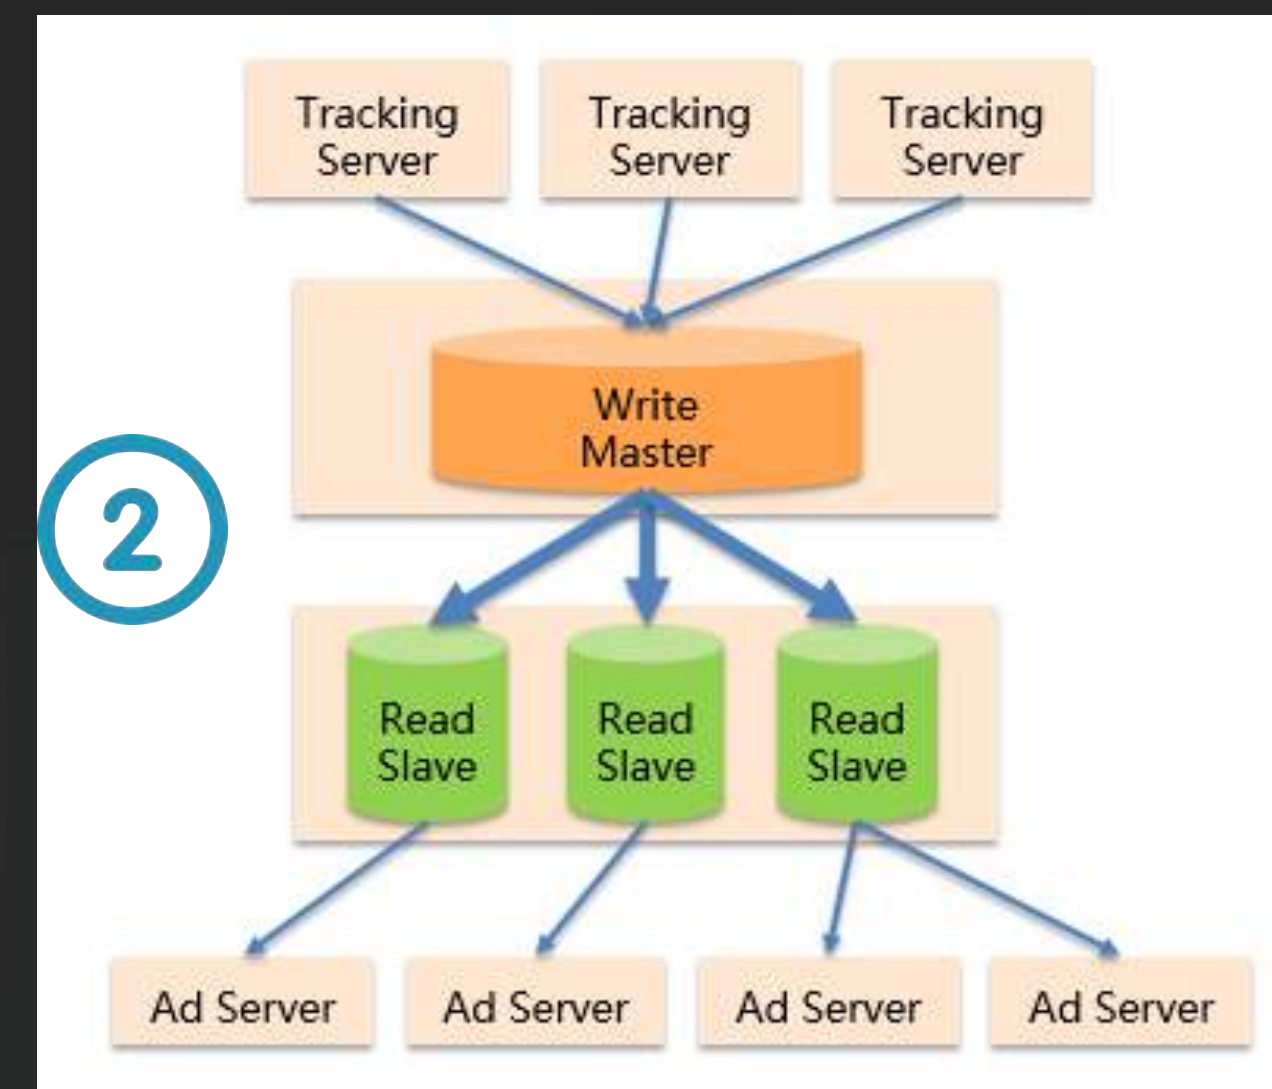 Tracking
Server
Tracking
Server
Tracking
Server
Write
Master
2
Read
Slave
Read
Slave
Read
Slave
Ad Server
Ad Server
Ad Server
Ad Server